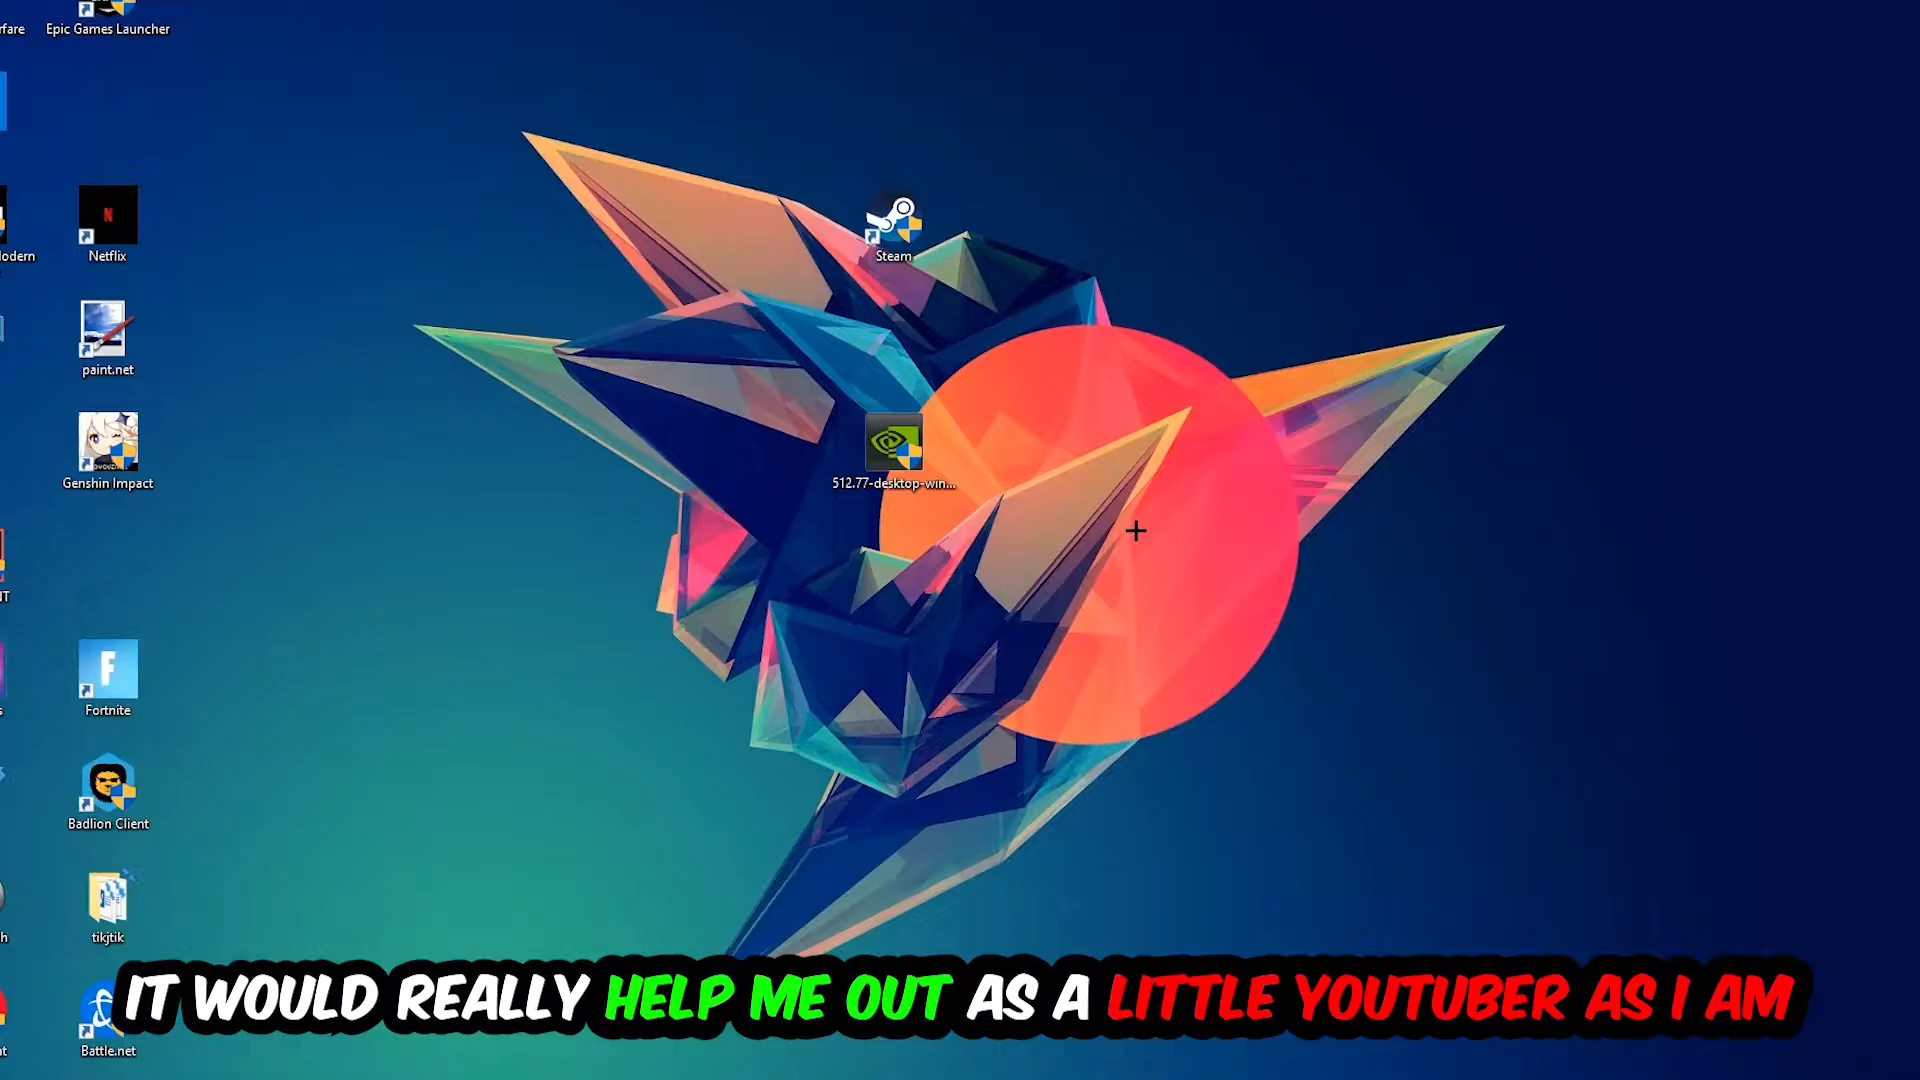 rfare
Epic Games Launcher
Netflix
Steam
odern
paint.net
512.77-desktop-win...
Genshin Impact
F
Fortnite
Badlion Client
tikjtik
IT WOULD REALLY HELP ME OUT AS A LITTLE YOUTUBER AS I AM
Battle.net